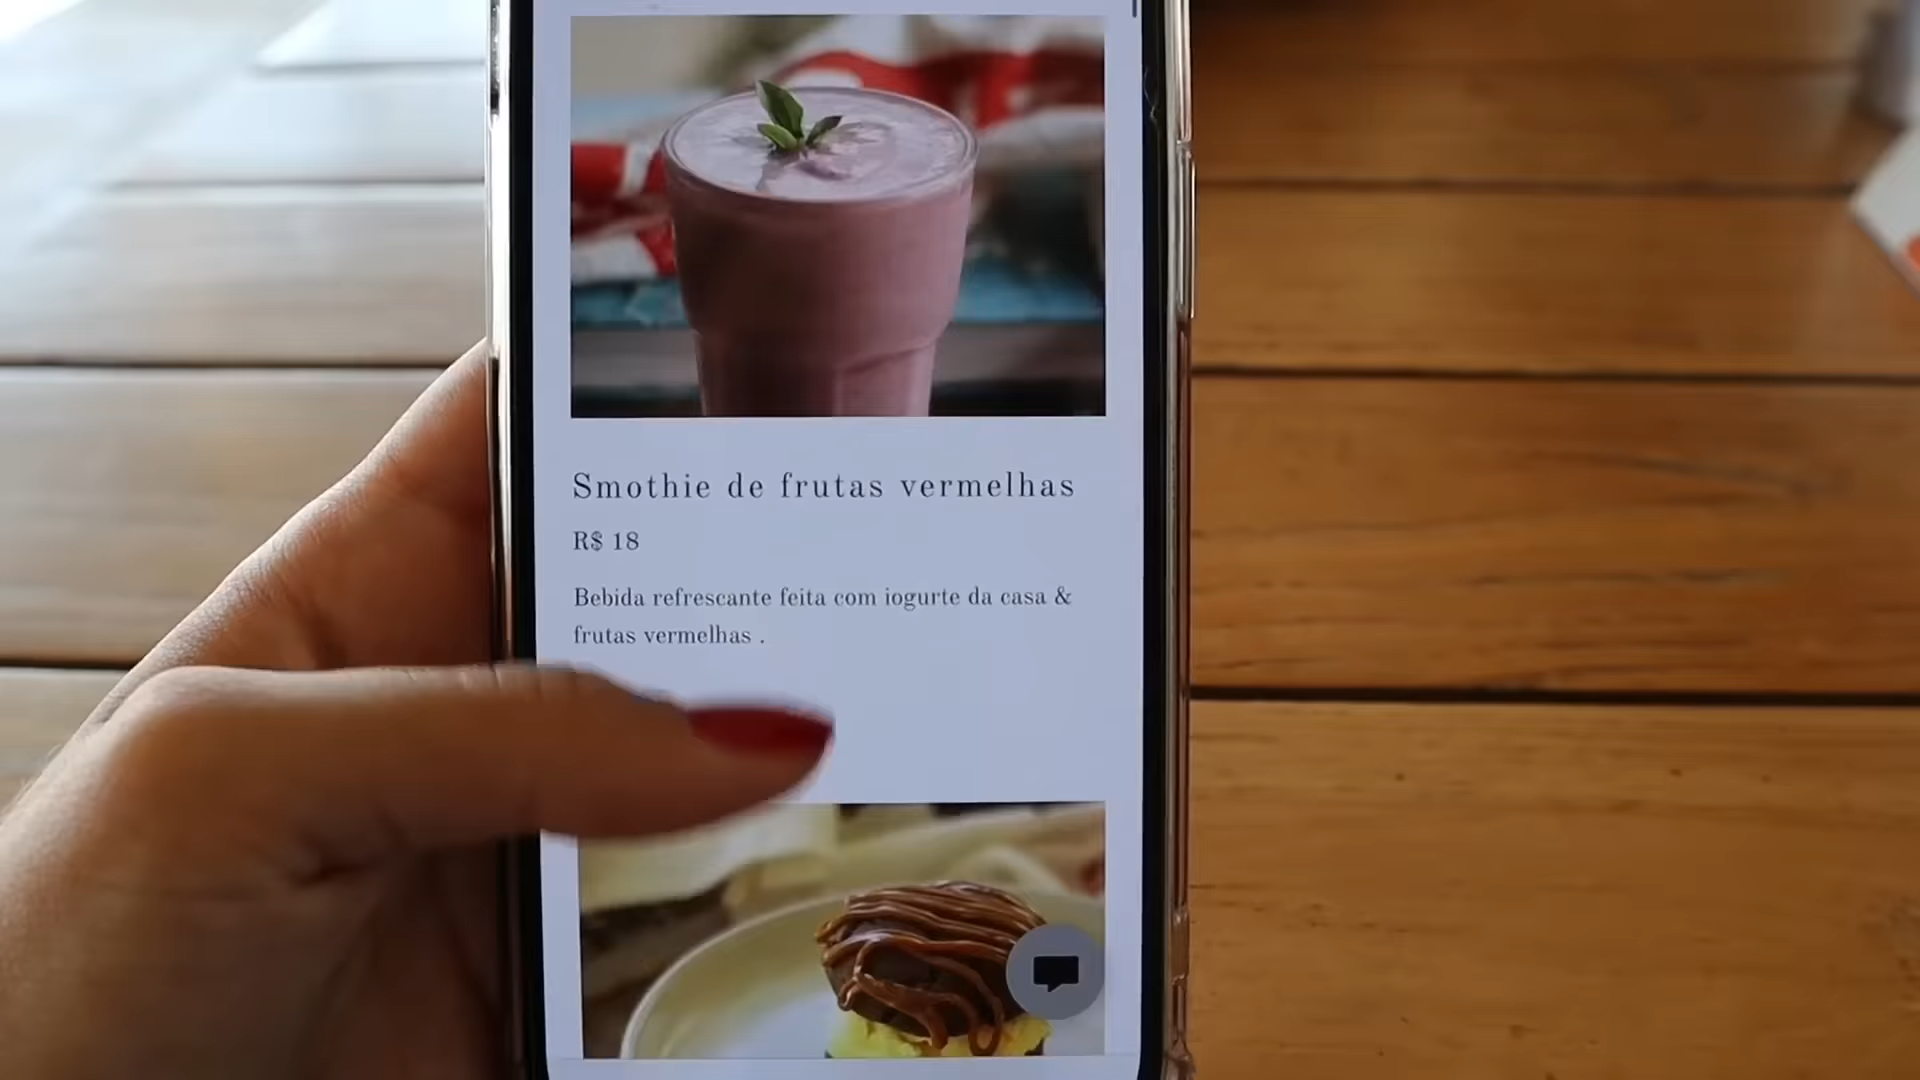 Smothie de frutas vermelhas
R$ 18
Bebida refrescante feita com iogurte da casa &
frutas vermelhas .